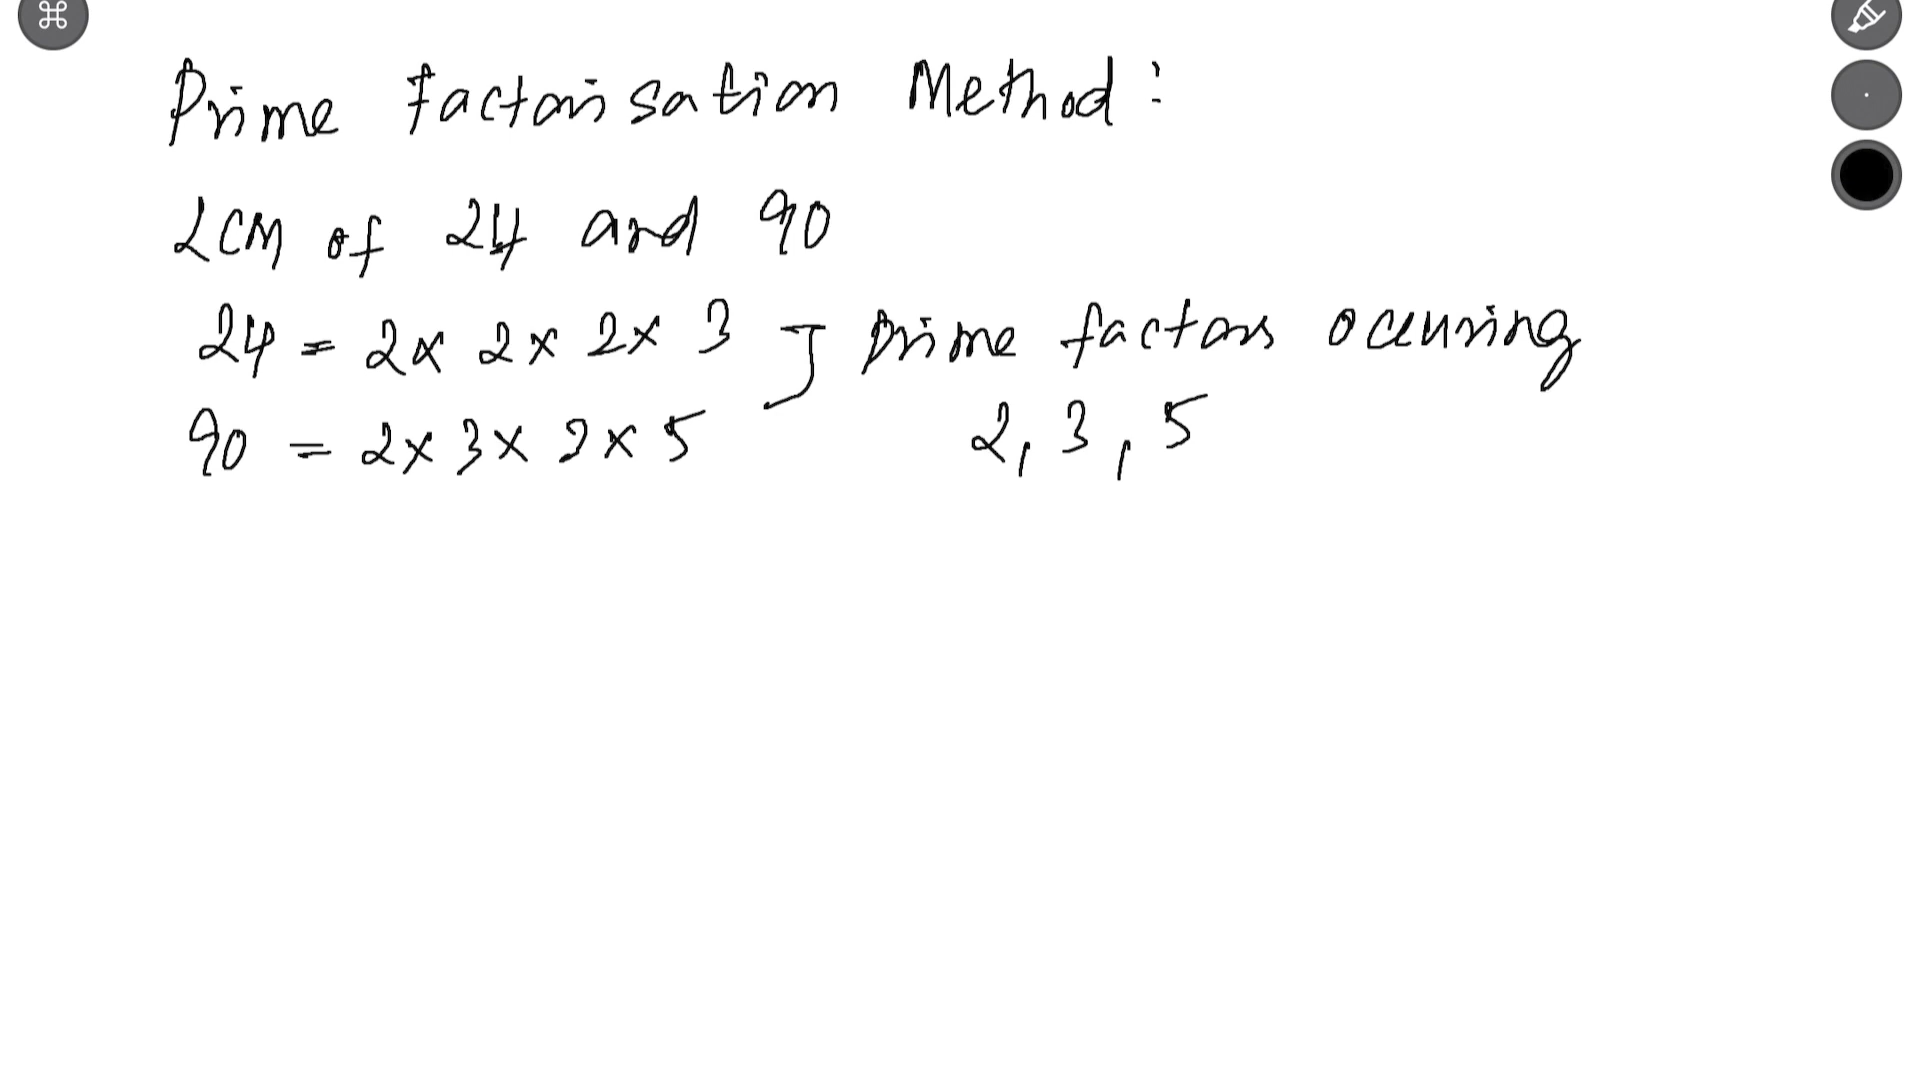 Prime Factorisation Method:
LCM of 24 and 90
24 = 2 x 2 x 2 x 3 ] prime factors occuring
90 = 2 x 3 x 3 x 5 2, 3, 5